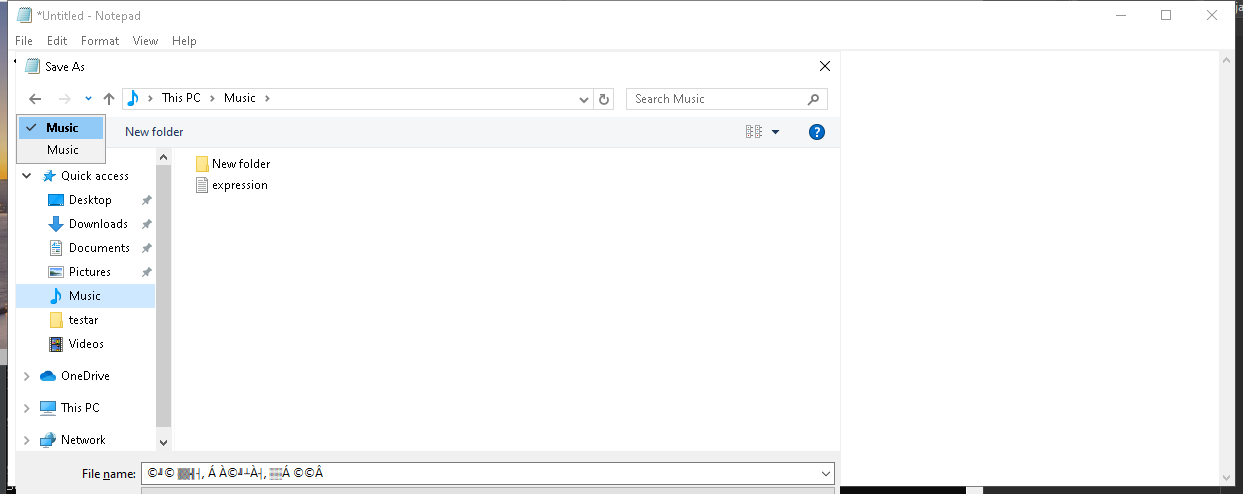 *Untitled - Notepad
File Edit Format View Help
Save As
This PC Music
Search Music
Music
Music
New folder
New folder
expression
Quick access
Desktop
Downloads
Documents
Pictures
Music
testar
Videos
OneDrive
This PC
Network
File name: